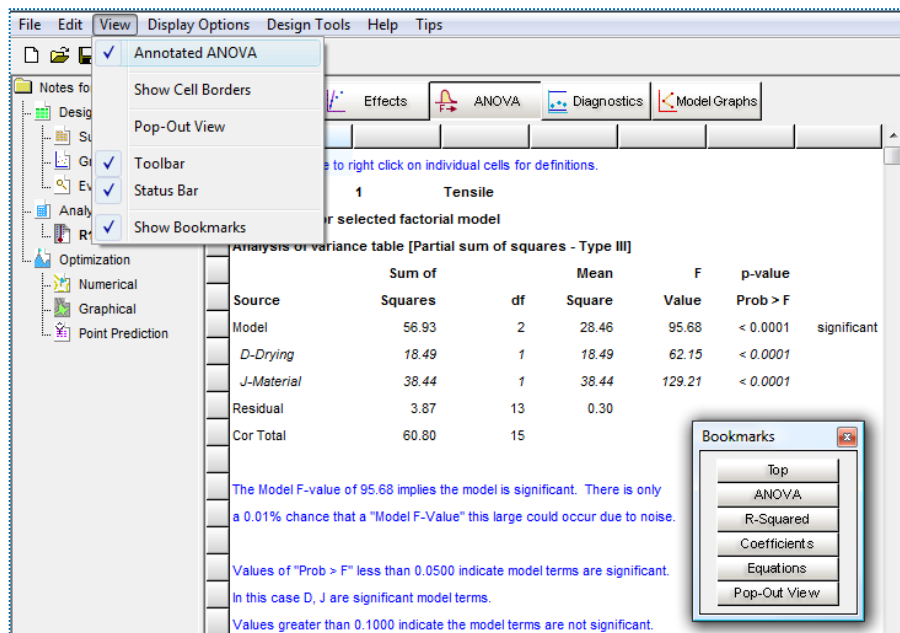 File Edit View Display Options Design Tools Help Tips
Annotated ANOVA
Show Cell Borders
Pop-Out View
Toolbar
Status Bar
Show Bookmarks
Notes fo
Desig
Su
Gr
Ev
Analy
R1
Optimization
Numerical
Graphical
Point Prediction
Effects ANOVA Diagnostics Model Graphs
e to right click on individual cells for definitions.
1 Tensile
r selected factorial model
Analysis of variance table [Partial sum of squares - Type III]
Sum of Mean F p-value
Source Squares df Square Value Prob > F
Model 56.93 2 28.46 95.68 < 0.0001 significant
D-Drying 18.49 1 18.49 62.15 < 0.0001
J-Material 38.44 1 38.44 129.21 < 0.0001
Residual 3.87 13 0.30
Cor Total 60.80 15
The Model F-value of 95.68 implies the model is significant. There is only
a 0.01% chance that a "Model F-Value" this large could occur due to noise.
Values of "Prob > F" less than 0.0500 indicate model terms are significant.
In this case D, J are significant model terms.
Values greater than 0.1000 indicate the model terms are not significant.
Bookmarks
Top
ANOVA
R-Squared
Coefficients
Equations
Pop-Out View